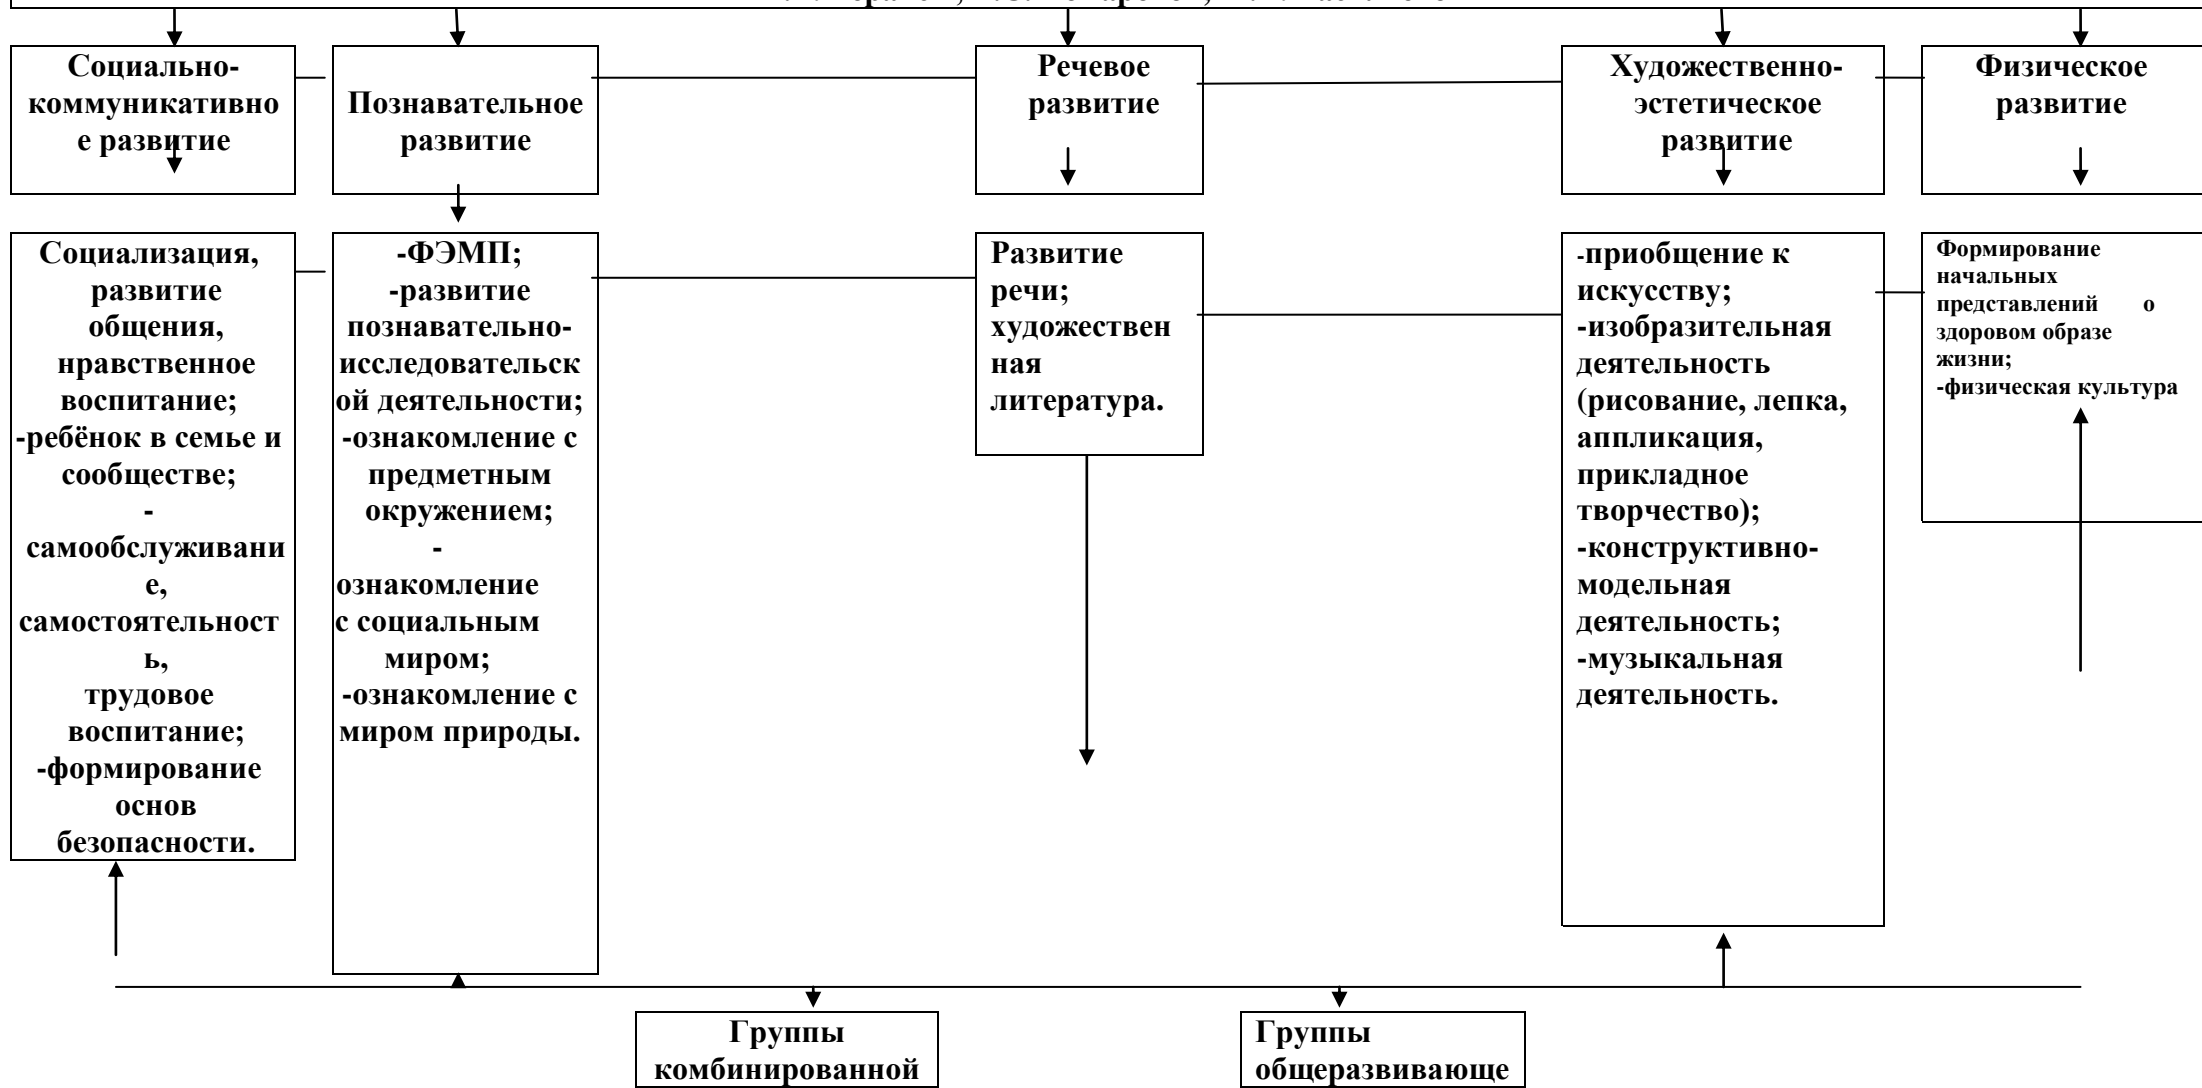 Социально-
коммуникативно
е развитие
Познавательное
развитие
Речевое
развитие
Художественно-
эстетическое
развитие
Физическое
развитие
Социализация,
развитие
общения,
нравственное
воспитание;
-ребёнок в семье и
сообществе;
-
самообслуживани
е,
самостоятельност
ь,
трудовое
воспитание;
-формирование
основ
безопасности.
-ФЭМП;
-развитие
познавательно-
исследовательск
ой деятельности;
-ознакомление с
предметным
окружением;
-
ознакомление
с социальным
миром;
-ознакомление с
миром природы.
Развитие
речи;
художествен
ная
литература.
-приобщение к
искусству;
-изобразительная
деятельность
(рисование, лепка,
аппликация,
прикладное
творчество);
-конструктивно-
модельная
деятельность;
-музыкальная
деятельность.
Формирование
начальных
представлений о
здоровом образе
жизни;
-физическая культура
Группы
комбинированной
Группы
общеразвивающе